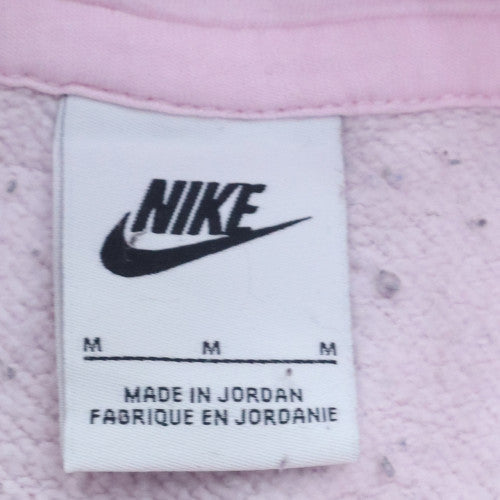 NIKE
M M M
MADE IN JORDAN
FABRIQUE EN JORDANIE